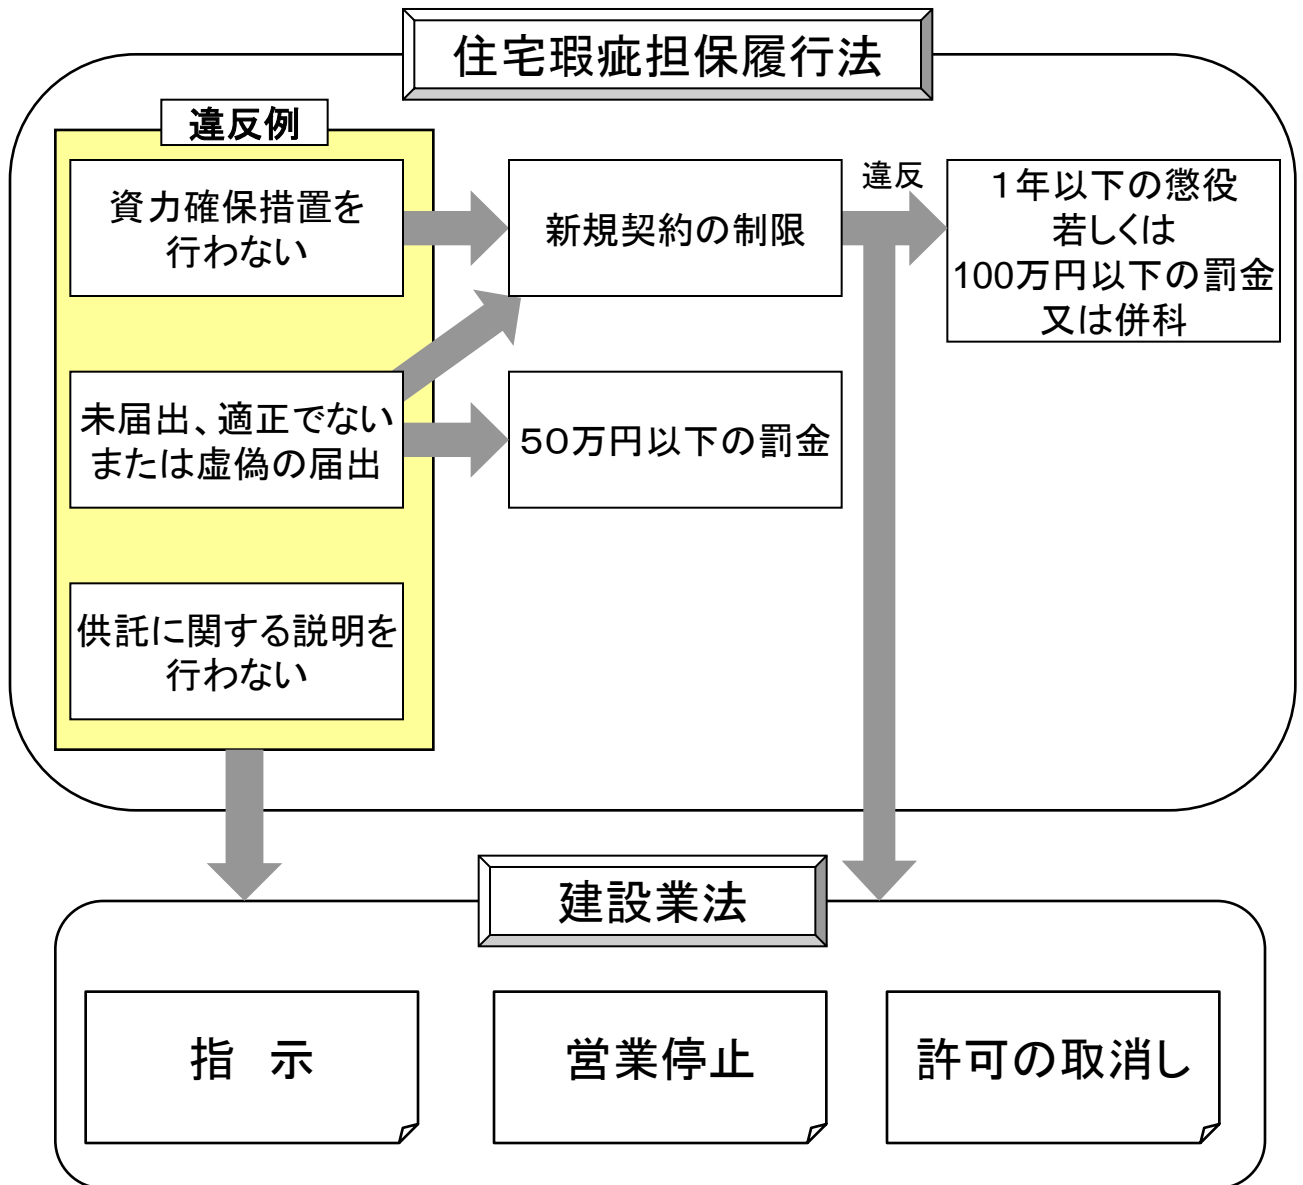 住宅瑕疵担保履行法
違反例
資力確保措置を
行わない
新規契約の制限
違反
1年以下の懲役
若しくは
100万円以下の罰金
又は併科
未届出、適正でない
または虚偽の届出
50万円以下の罰金
供託に関する説明を
行わない
建設業法
指　示
営業停止
許可の取消し